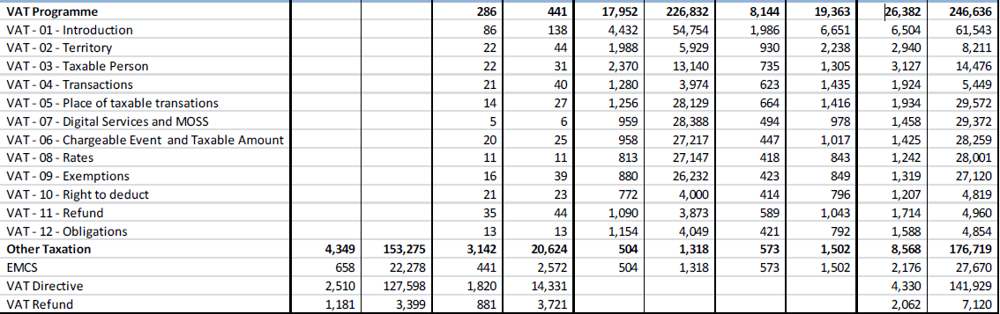 VAT Programme 286 441 17,952 226,832 8,144 19,363 26,382 246,636
VAT - 01 - Introduction 86 138 4,432 54,754 1,986 6,651 6,504 61,543
VAT - 02 - Territory 22 44 1,988 5,929 930 2,238 2,940 8,211
VAT - 03 - Taxable Person 22 31 2,370 13,140 735 1,305 3,127 14,476
VAT - 04 - Transactions 21 40 1,280 3,974 623 1,435 1,924 5,449
VAT - 05 - Place of taxable transations 14 27 1,256 28,129 664 1,416 1,934 29,572
VAT - 07 - Digital Services and MOSS 5 6 959 28,388 494 978 1,458 29,372
VAT - 06 - Chargeable Event and Taxable Amount 20 25 958 27,217 447 1,017 1,425 28,259
VAT - 08 - Rates 11 11 813 27,147 418 843 1,242 28,001
VAT - 09 - Exemptions 16 39 880 26,232 423 849 1,319 27,120
VAT - 10 - Right to deduct 21 23 772 4,000 414 796 1,207 4,819
VAT - 11 - Refund 35 44 1,090 3,873 589 1,043 1,714 4,960
VAT - 12 - Obligations 13 13 1,154 4,049 421 792 1,588 4,854
Other Taxation 4,349 153,275 3,142 20,624 504 1,318 573 1,502 8,568 176,719
EMCS 658 22,278 441 2,572 504 1,318 573 1,502 2,176 27,670
VAT Directive 2,510 127,598 1,820 14,331 4,330 141,929
VAT Refund 1,181 3,399 881 3,721 2,062 7,120